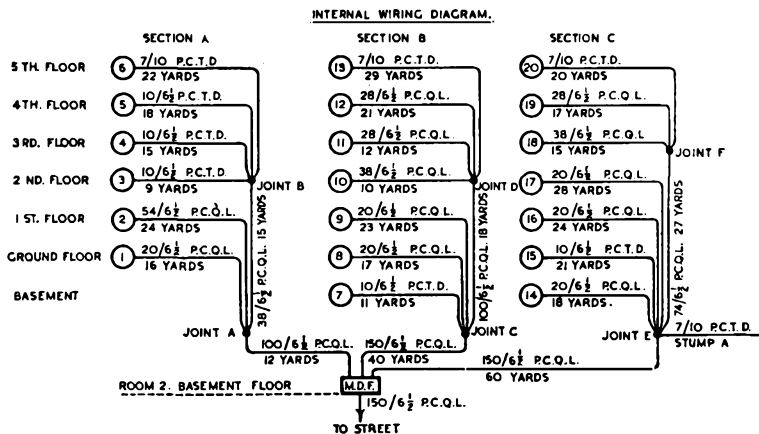 INTERNAL WIRING DIAGRAM.
SECTION A SECTION B SECTION C
5 TH. FLOOR 6 7/10 P.C.T.D 22 YARDS 13 7/10 P.C.T.D. 29 YARDS 20 7/10 P.C.T.D. 20 YARDS
4TH. FLOOR 5 10/6½ P.C.T.D. 18 YARDS 12 28/6½ P.C.Q.L. 21 YARDS 19 28/6½ P.C.Q.L. 17 YARDS
3RD. FLOOR 4 10/6½ P.C.T.D. 15 YARDS 11 28/6½ P.C.Q.L. 12 YARDS 18 38/6½ P.C.Q.L 15 YARDS JOINT F
2 ND. FLOOR 3 10/6½ P.C.T.D. 9 YARDS JOINT B 10 38/6½ P.C.Q.L. 10 YARDS JOINT D 17 20/6½ P.C.Q.L. 28 YARDS
1 ST. FLOOR 2 54/6½ P.C.Q.L. 24 YARDS 9 20/6½ P.C.Q.L. 23 YARDS 16 20/6½ P.C.Q.L. 24 YARDS
GROUND FLOOR 1 20/6½ P.C.Q.L. 16 YARDS 8 20/6½ P.C.Q.L. 17 YARDS 15 10/6½ P.C.T.D. 21 YARDS
BASEMENT 7 10/6½ P.C.T.D. 11 YARDS 14 20/6½ P.C.Q.L. 18 YARDS.
38/6½ P.C.Q.L. 15 YARDS
100/6½ P.C.Q.L. 18 YARDS
74/6½ P.C.Q.L. 27 YARDS
JOINT A JOINT C JOINT E 7/10 P.C.T.D.
STUMP A
100/6½ P.C.Q.L. 150/6½ P.C.Q.L. 150/6½ P.C.Q.L.
12 YARDS 40 YARDS 60 YARDS
ROOM 2. BASEMENT FLOOR M.D.F.
150/6½ P.C.Q.L.
TO STREET